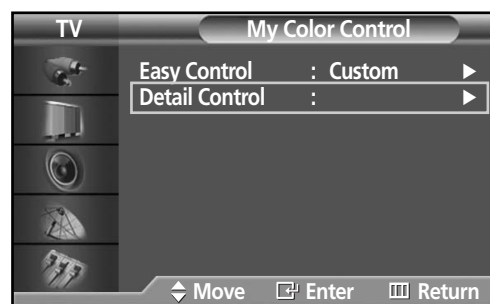 TV
My Color Control
Easy Control : Custom ▶
Detail Control : ▶
Move Enter Return